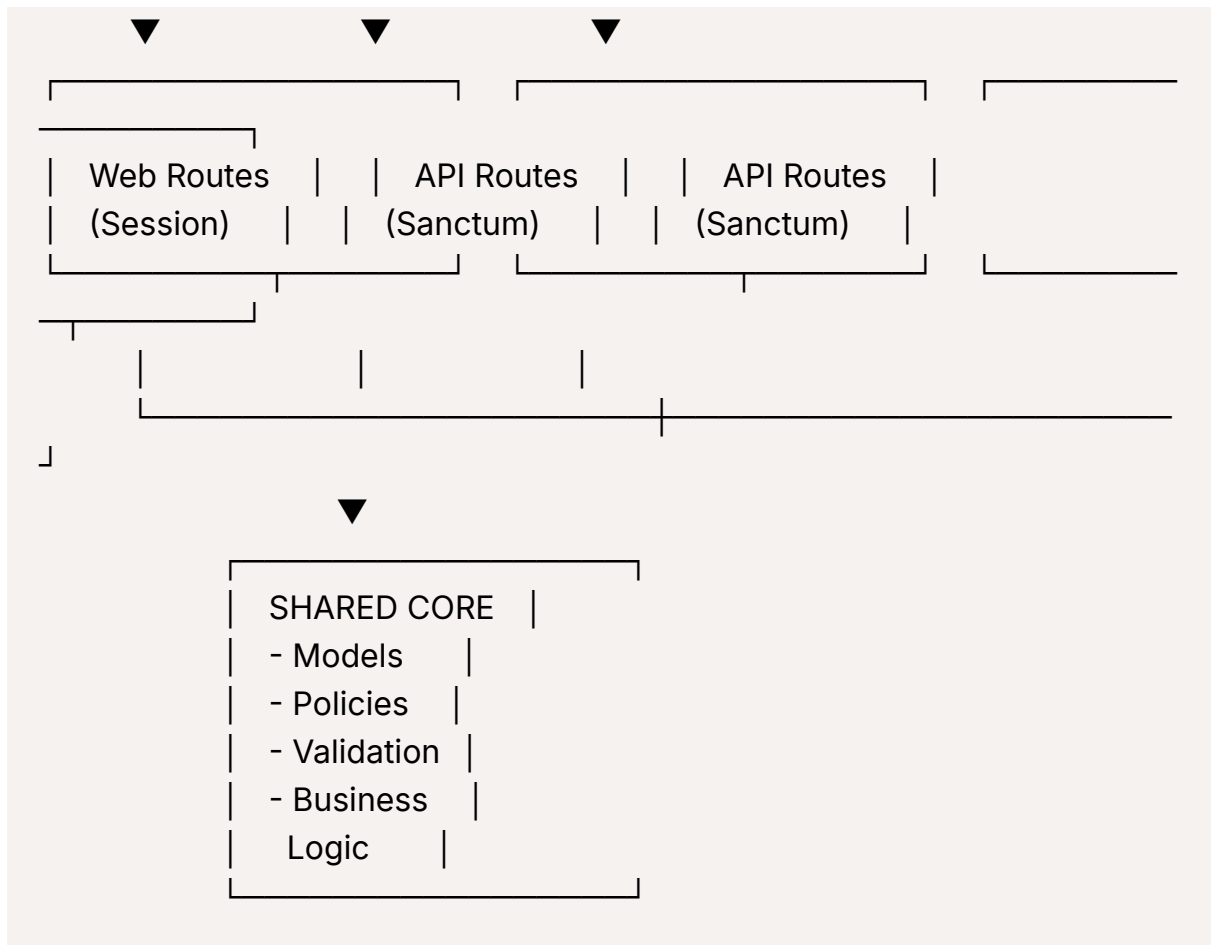 ▼ ▼ ▼
┌─────────────────┐ ┌─────────────────┐ ┌────────
─────────┐
│ Web Routes │ │ API Routes │ │ API Routes │
│ (Session) │ │ (Sanctum) │ │ (Sanctum) │
└─────────┬───────┘ └─────────┬───────┘ └────────
─┬───────┘
│ │ │
└──────────────────────┼──────────────────────
┘
▼
┌─────────────────┐
│ SHARED CORE │
│ - Models │
│ - Policies │
│ - Validation │
│ - Business │
│ Logic │
└─────────────────┘